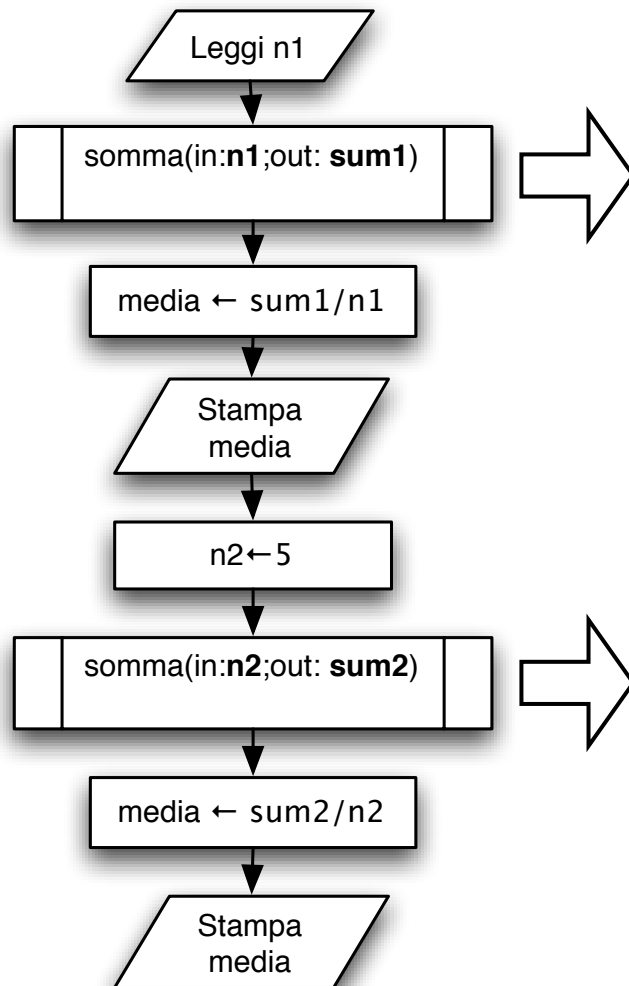 Leggi n1
somma(in:n1;out: sum1)
media ← sum1/n1
Stampa
media
n2←5
somma(in:n2;out: sum2)
media ← sum2/n2
Stampa
media